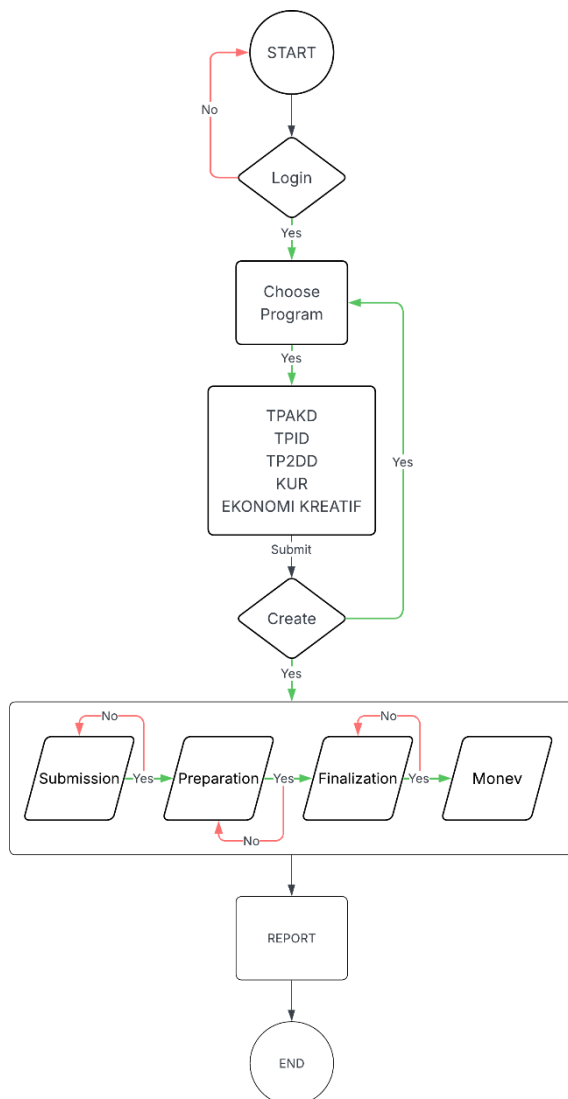 START
No
Login
Yes
Choose
Program
Yes
TPAKD
TPID
TP2DD
KUR
EKONOMI KREATIF
Yes
Submit
Create
Yes
No
No
Submission
Yes
Preparation
Yes
Finalization
Yes
Monev
No
REPORT
END